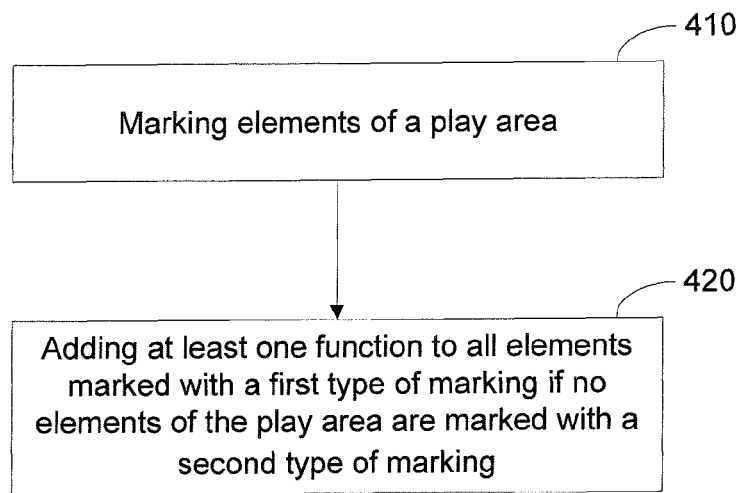 410
Marking elements of a play area
420
Adding at least one function to all elements
marked with a first type of marking if no
elements of the play area are marked with a
second type of marking